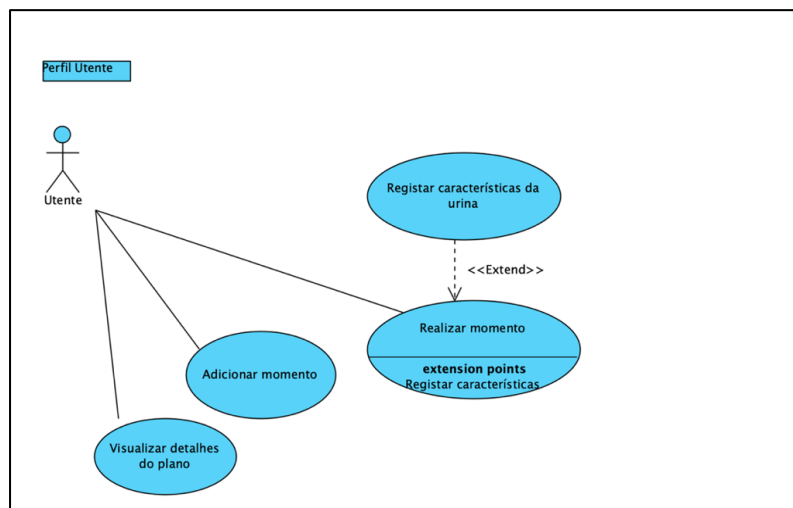 Perfil Utente
Utente
Registar características da
urina
<<Extend>>
Realizar momento
extension points
Registar características
Adicionar momento
Visualizar detalhes
do plano